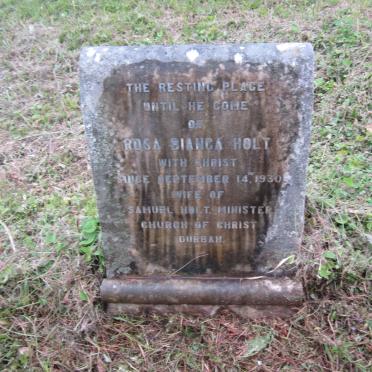 THE RESTING PLACE
UNTIL HE COME
OF
ROSA BIANCA HOLT
WITH CHRIST
SINCE SEPTEMBER 14, 1930
WIFE OF
SAMUEL HOLT. MINISTER
CHURCH OF CHRIST
DURBAN.